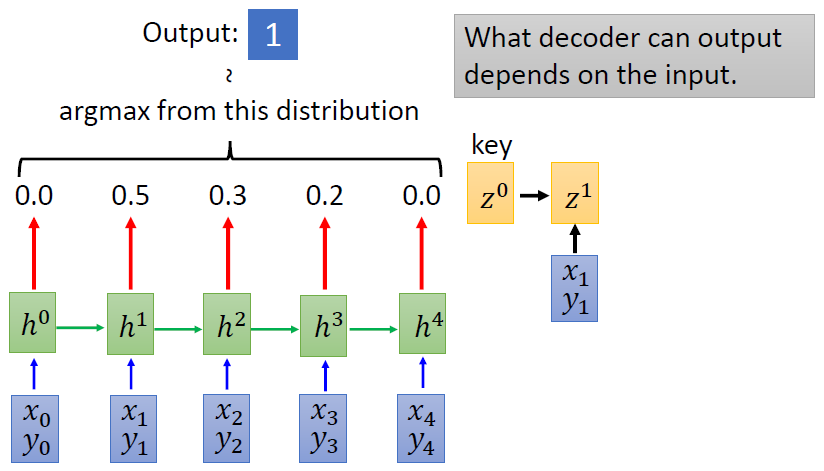 Output: 1
~
argmax from this distribution
0.0 0.5 0.3 0.2 0.0
h⁰ h¹ h² h³ h⁴
x₀ x₁ x₂ x₃ x₄
y₀ y₁ y₂ y₃ y₄
What decoder can output
depends on the input.
key
z⁰ z¹
x₁
y₁